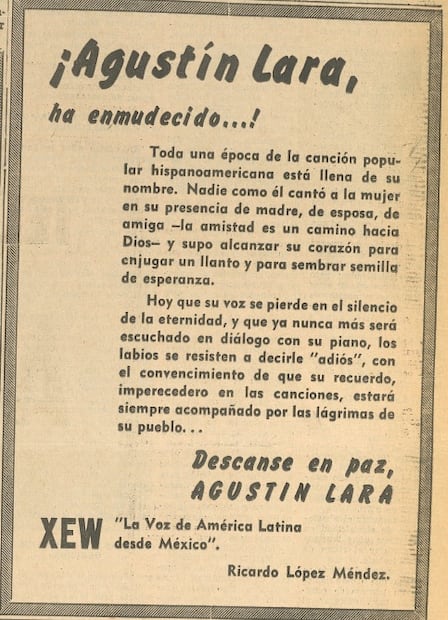 ¡Agustín Lara,
ha enmudecido...!
Toda una época de la canción popu-
lar hispanoamericana está llena de su
nombre. Nadie como él cantó a la mujer
en su presencia de madre, de esposa, de
amiga —la amistad es un camino hacia
Dios— y supo alcanzar su corazón para
enjugar un llanto y para sembrar semilla
de esperanza.
Hoy que su voz se pierde en el silencio
de la eternidad, y que ya nunca más será
escuchado en diálogo con su piano, los
labios se resisten a decirle "adiós", con
el convencimiento de que su recuerdo,
imperecedero en las canciones, estará
siempre acompañado por las lágrimas de
su pueblo...
Descanse en paz,
AGUSTIN LARA
XEW "La Voz de América Latina
desde México".
Ricardo López Méndez.